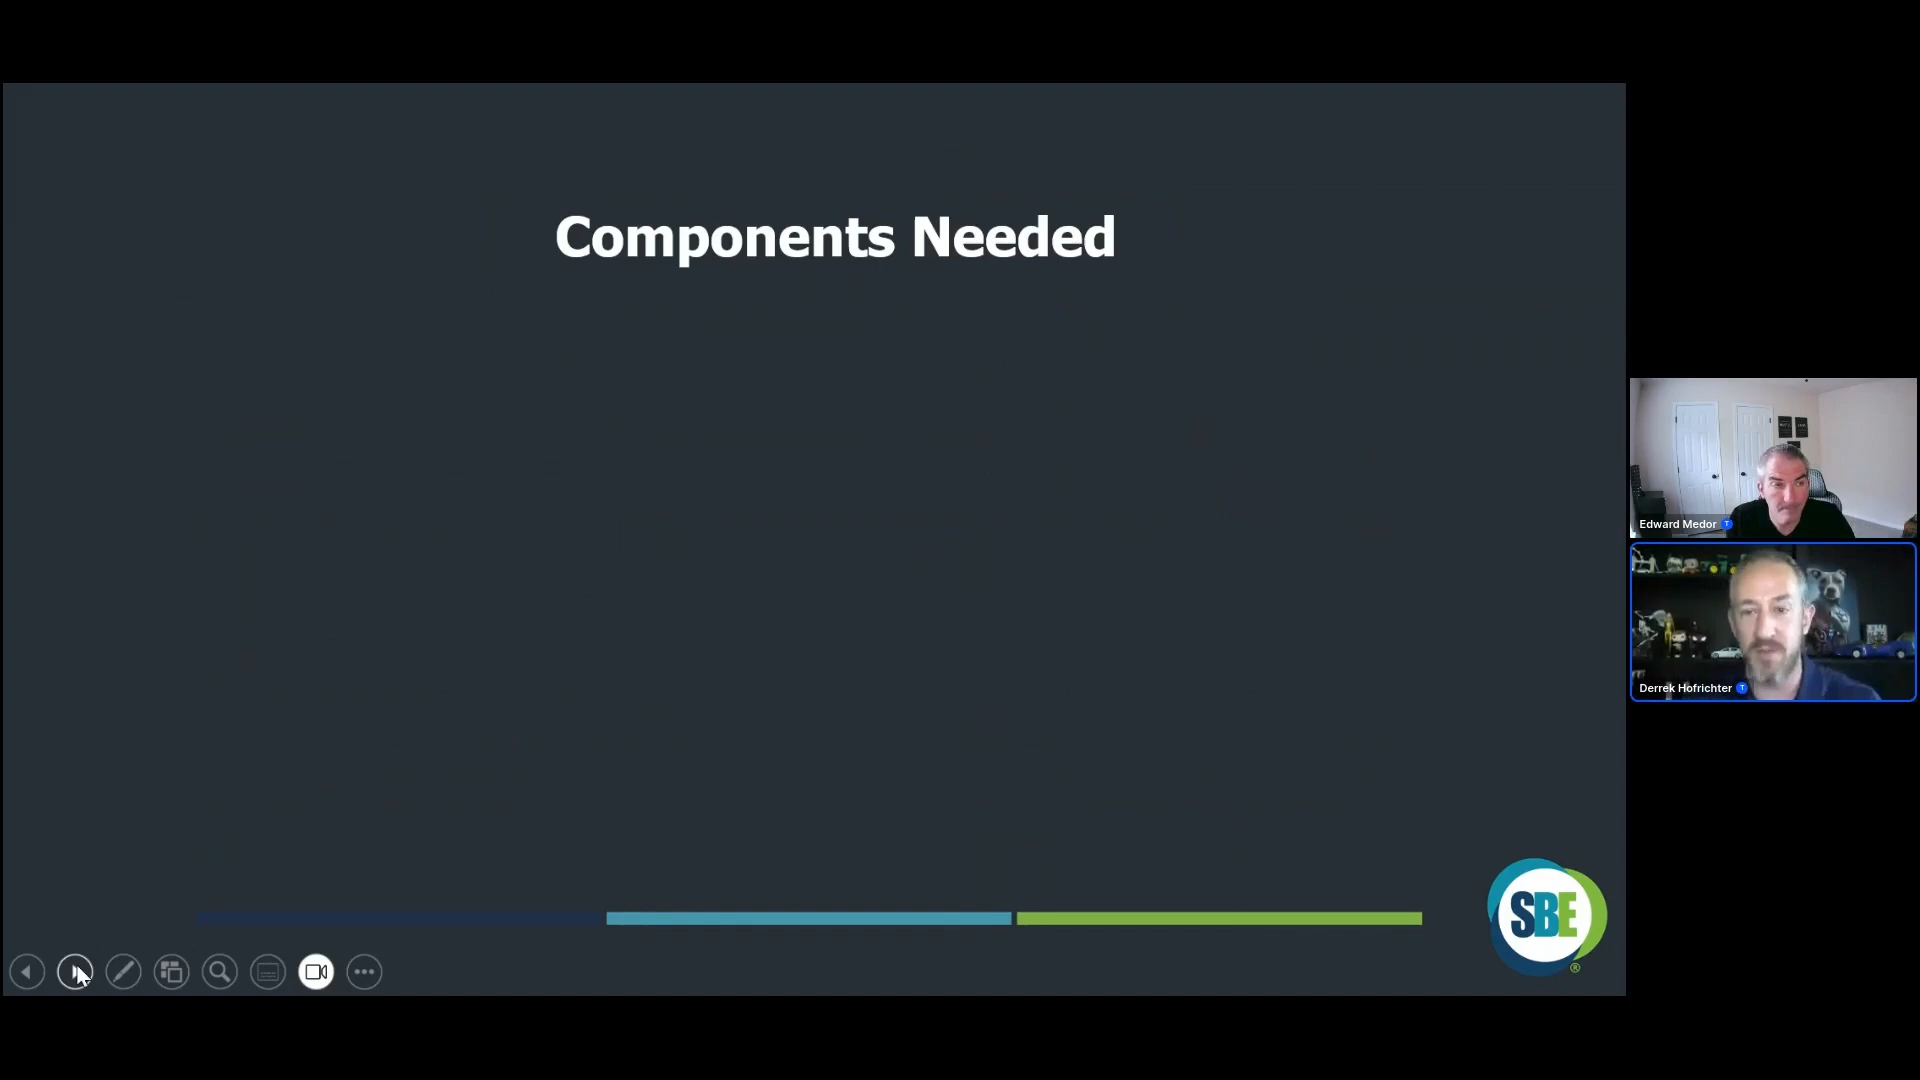 Components Needed
Edward Medor T
Derrek Hofrichter T
SBE
®